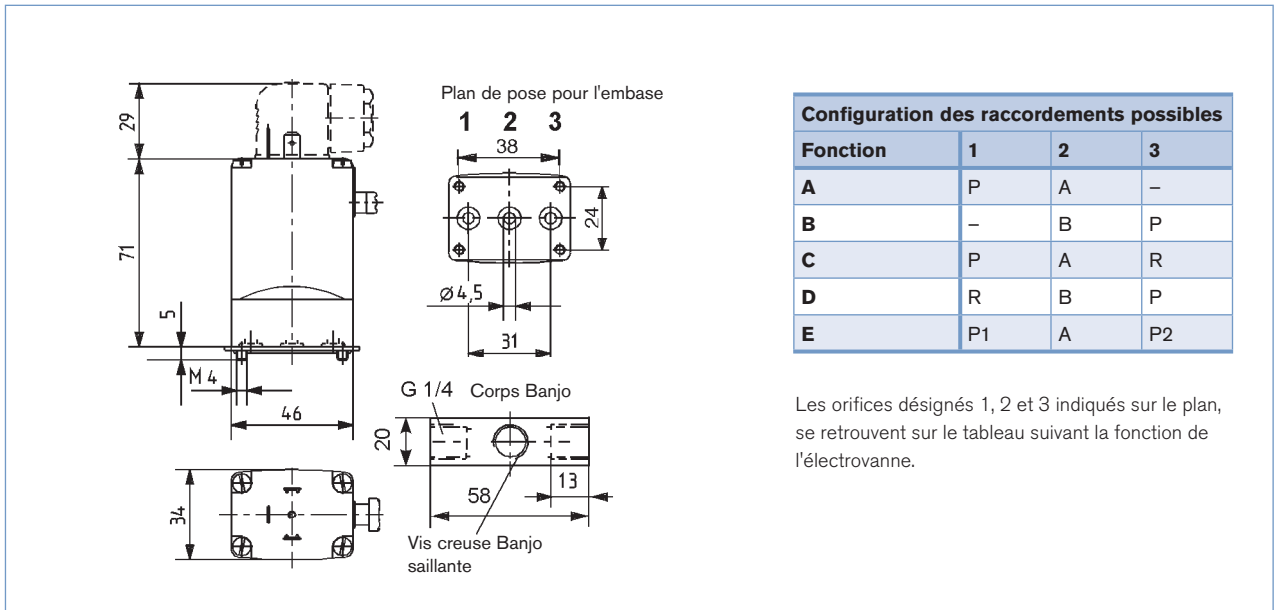 29
71
5
M 4
46
34
Plan de pose pour l'embase
1 2 3
38
24
Ø 4,5
31
G 1/4 Corps Banjo
20
13
58
Vis creuse Banjo
saillante
Configuration des raccordements possibles
Fonction 1 2 3
A P A –
B – B P
C P A R
D R B P
E P1 A P2
Les orifices désignés 1, 2 et 3 indiqués sur le plan,
se retrouvent sur le tableau suivant la fonction de
l'électrovanne.